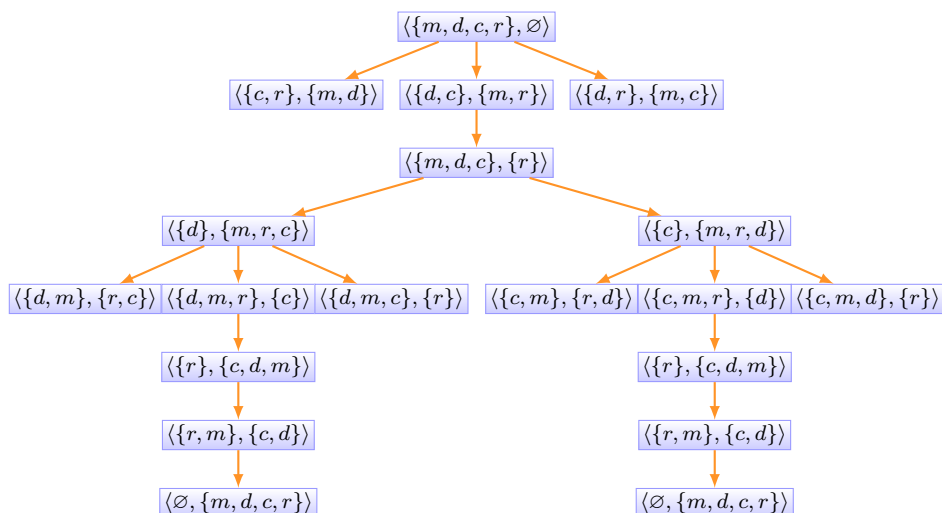 ⟨{m, d, c, r}, ∅⟩
⟨{c, r}, {m, d}⟩ ⟨{d, c}, {m, r}⟩ ⟨{d, r}, {m, c}⟩
⟨{m, d, c}, {r}⟩
⟨{d}, {m, r, c}⟩ ⟨{c}, {m, r, d}⟩
⟨{d, m}, {r, c}⟩ ⟨{d, m, r}, {c}⟩ ⟨{d, m, c}, {r}⟩ ⟨{c, m}, {r, d}⟩ ⟨{c, m, r}, {d}⟩ ⟨{c, m, d}, {r}⟩
⟨{r}, {c, d, m}⟩ ⟨{r}, {c, d, m}⟩
⟨{r, m}, {c, d}⟩ ⟨{r, m}, {c, d}⟩
⟨∅, {m, d, c, r}⟩ ⟨∅, {m, d, c, r}⟩